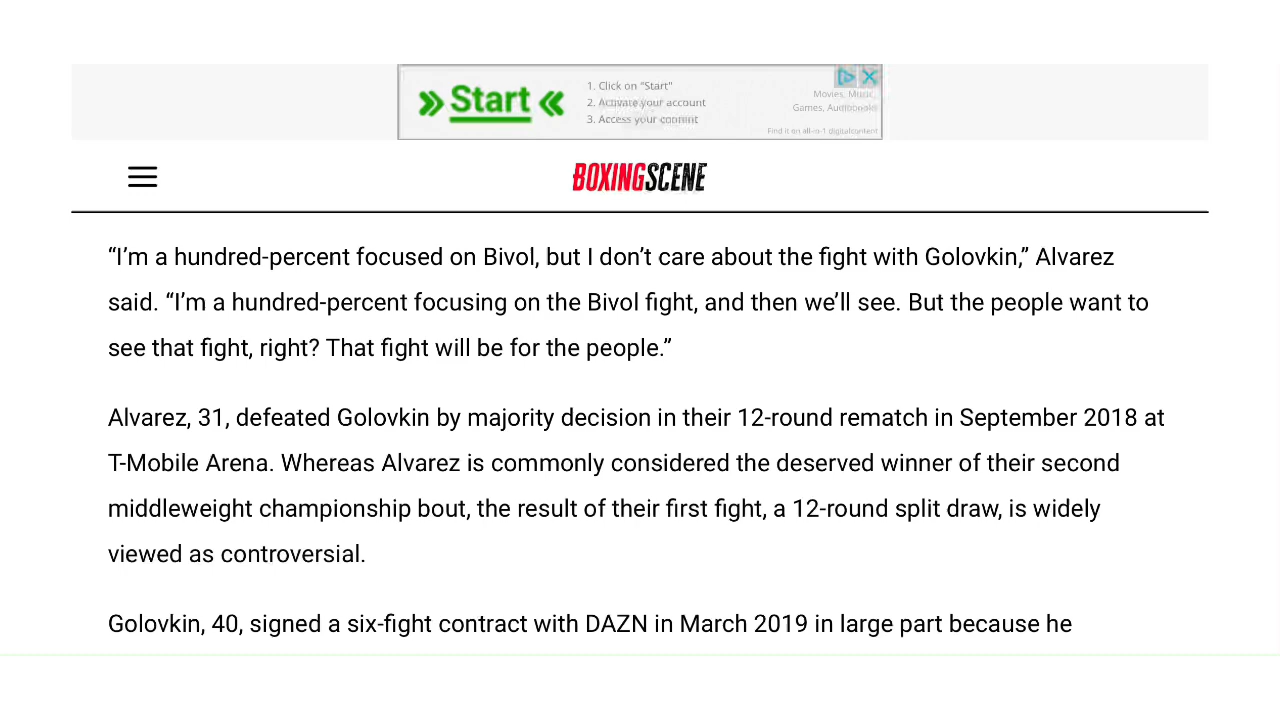 » Start «
1. Click on "Start"
2. Activate your account
3. Access your content
Movies, Music,
Games, Audiobooks
Find it on all-in-1 digitalcontent
BOXINGSCENE
“I’m a hundred-percent focused on Bivol, but I don’t care about the fight with Golovkin,” Alvarez
said. “I’m a hundred-percent focusing on the Bivol fight, and then we’ll see. But the people want to
see that fight, right? That fight will be for the people.”
Alvarez, 31, defeated Golovkin by majority decision in their 12-round rematch in September 2018 at
T-Mobile Arena. Whereas Alvarez is commonly considered the deserved winner of their second
middleweight championship bout, the result of their first fight, a 12-round split draw, is widely
viewed as controversial.
Golovkin, 40, signed a six-fight contract with DAZN in March 2019 in large part because he